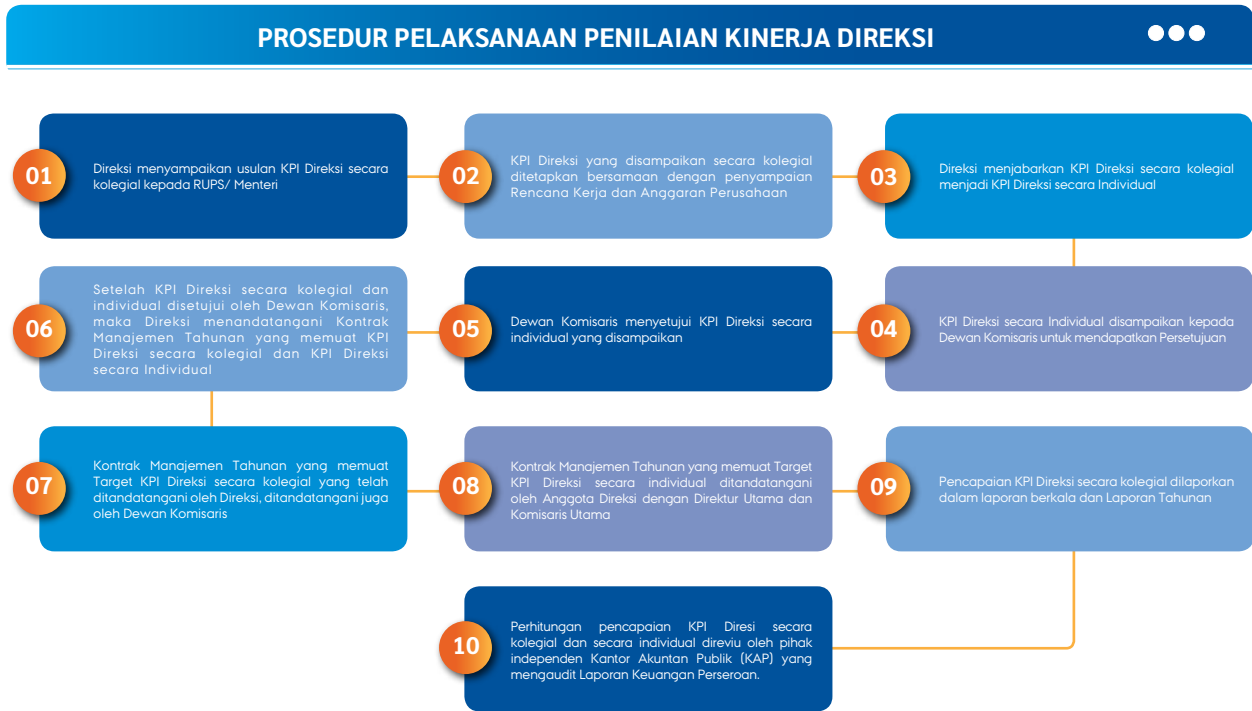 PROSEDUR PELAKSANAAN PENILAIAN KINERJA DIREKSI
01
Direksi menyampaikan usulan KPI Direksi secara
kolegial kepada RUPS/ Menteri
02
KPI Direksi yang disampaikan secara kolegial
ditetapkan bersamaan dengan penyampaian
Rencana Kerja dan Anggaran Perusahaan
03
Direksi menjabarkan KPI Direksi secara kolegial
menjadi KPI Direksi secara Individual
04
KPI Direksi secara Individual disampaikan kepada
Dewan Komisaris untuk mendapatkan Persetujuan
05
Dewan Komisaris menyetujui KPI Direksi secara
individual yang disampaikan
06
Setelah KPI Direksi secara kolegial dan
individual disetujui oleh Dewan Komisaris,
maka Direksi menandatangani Kontrak
Manajemen Tahunan yang memuat KPI
Direksi secara kolegial dan KPI Direksi
secara Individual
07
Kontrak Manajemen Tahunan yang memuat
Target KPI Direksi secara kolegial yang telah
ditandatangani oleh Direksi, ditandatangani juga
oleh Dewan Komisaris
08
Kontrak Manajemen Tahunan yang memuat Target
KPI Direksi secara individual ditandatangani
oleh Anggota Direksi dengan Direktur Utama dan
Komisaris Utama
09
Pencapaian KPI Direksi secara kolegial dilaporkan
dalam laporan berkala dan Laporan Tahunan
10
Perhitungan pencapaian KPI Diresi secara
kolegial dan secara individual direviu oleh pihak
independen Kantor Akuntan Publik (KAP) yang
mengaudit Laporan Keuangan Perseroan.